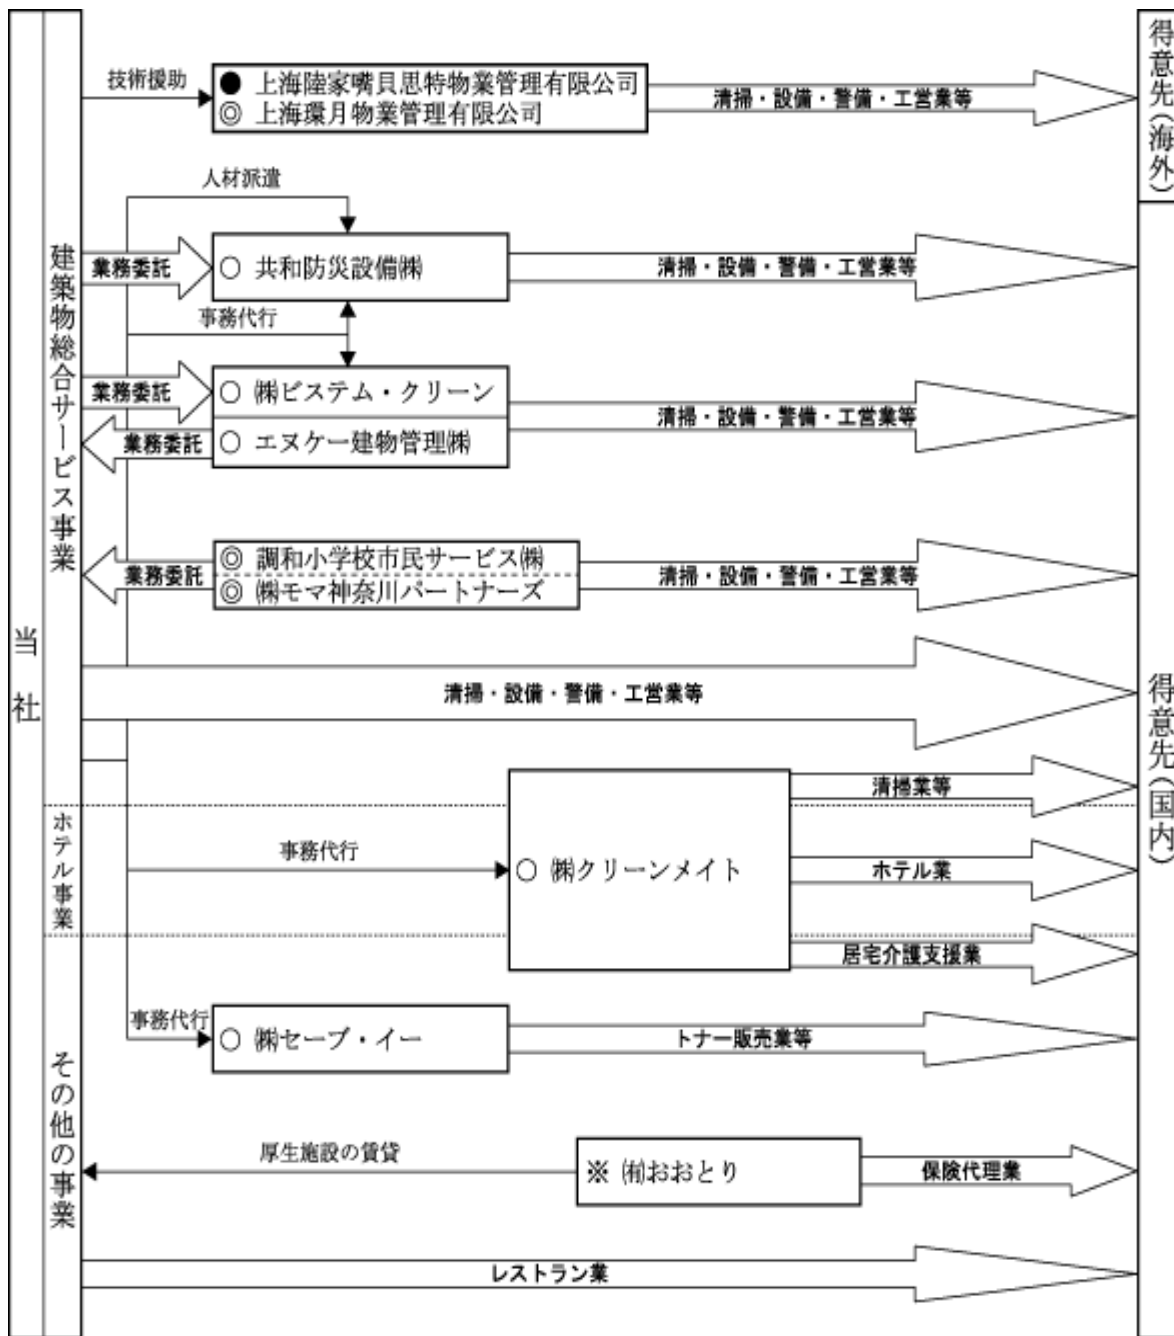 当社
建築物総合サービス事業
ホテル事業
その他の事業
得意先(海外)
得意先(国内)
技術援助
● 上海陸家嘴貝思特物業管理有限公司
◎ 上海環月物業管理有限公司
清掃・設備・警備・工営業等
人材派遣
業務委託
○ 共和防災設備㈱
清掃・設備・警備・工営業等
事務代行
業務委託
○ ㈱ビステム・クリーン
清掃・設備・警備・工営業等
業務委託
○ エヌケー建物管理㈱
業務委託
◎ 調和小学校市民サービス㈱
◎ ㈱モマ神奈川パートナーズ
清掃・設備・警備・工営業等
清掃・設備・警備・工営業等
清掃業等
事務代行
○ ㈱クリーンメイト
ホテル業
居宅介護支援業
事務代行
○ ㈱セーブ・イー
トナー販売業等
厚生施設の賃貸
※ ㈲おおとり
保険代理業
レストラン業